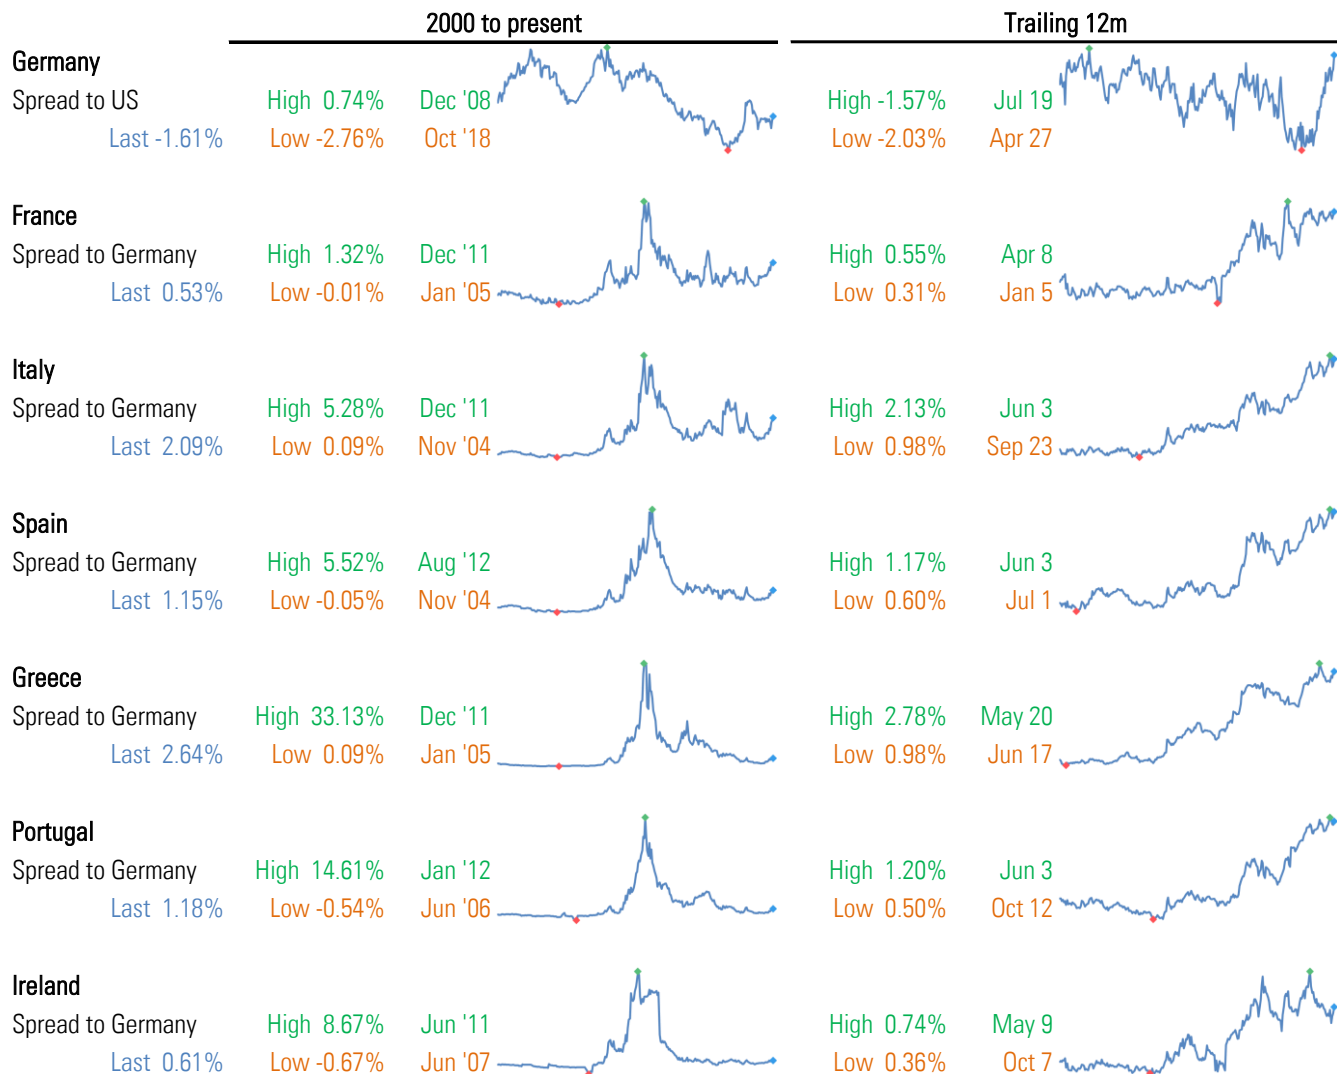 2000 to present Trailing 12m
Germany
Spread to US High 0.74% Dec '08 High -1.57% Jul 19
Last -1.61% Low -2.76% Oct '18 Low -2.03% Apr 27
France
Spread to Germany High 1.32% Dec '11 High 0.55% Apr 8
Last 0.53% Low -0.01% Jan '05 Low 0.31% Jan 5
Italy
Spread to Germany High 5.28% Dec '11 High 2.13% Jun 3
Last 2.09% Low 0.09% Nov '04 Low 0.98% Sep 23
Spain
Spread to Germany High 5.52% Aug '12 High 1.17% Jun 3
Last 1.15% Low -0.05% Nov '04 Low 0.60% Jul 1
Greece
Spread to Germany High 33.13% Dec '11 High 2.78% May 20
Last 2.64% Low 0.09% Jan '05 Low 0.98% Jun 17
Portugal
Spread to Germany High 14.61% Jan '12 High 1.20% Jun 3
Last 1.18% Low -0.54% Jun '06 Low 0.50% Oct 12
Ireland
Spread to Germany High 8.67% Jun '11 High 0.74% May 9
Last 0.61% Low -0.67% Jun '07 Low 0.36% Oct 7